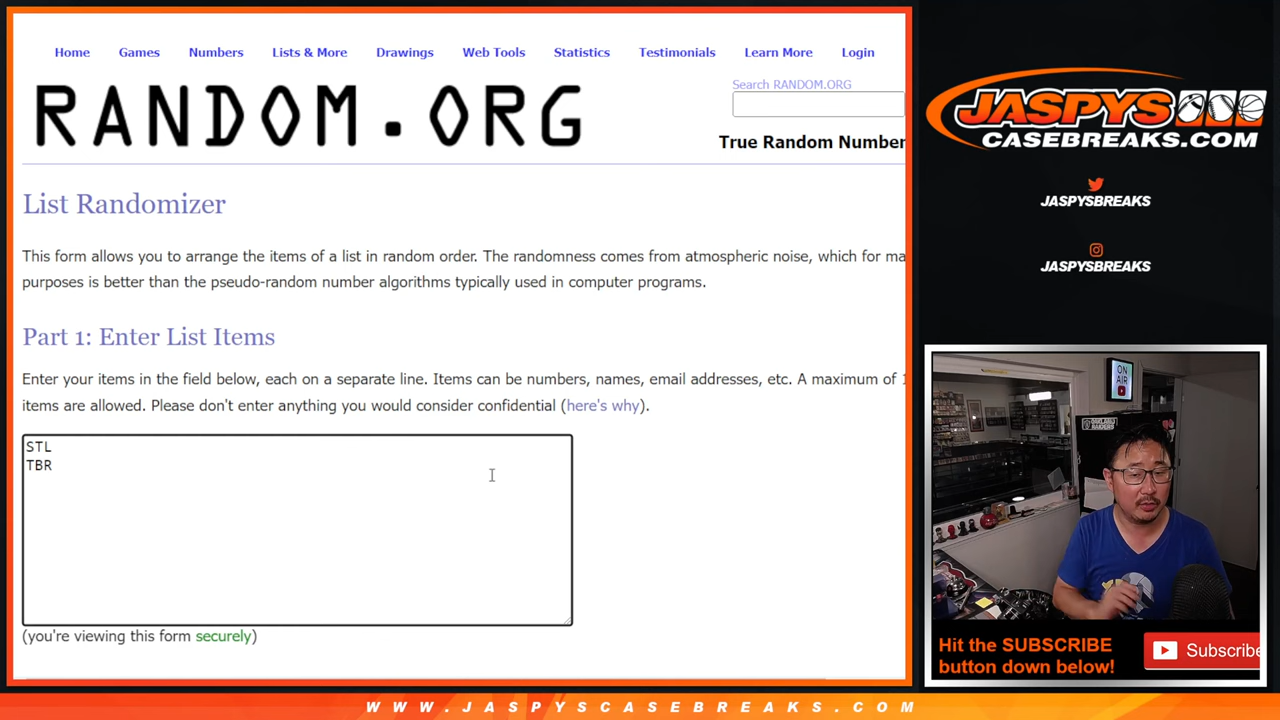 Home Games Numbers Lists & More Drawings Web Tools Statistics Testimonials Learn More Login
RANDOM.ORG
Search RANDOM.ORG
True Random Number
List Randomizer
This form allows you to arrange the items of a list in random order. The randomness comes from atmospheric noise, which for ma
purposes is better than the pseudo-random number algorithms typically used in computer programs.
Part 1: Enter List Items
Enter your items in the field below, each on a separate line. Items can be numbers, names, email addresses, etc. A maximum of 1
items are allowed. Please don't enter anything you would consider confidential (here's why).
STL
TBR
(you're viewing this form securely)
JASPYS
CASEBREAKS.COM
JASPYSBREAKS
JASPYSBREAKS
ON
AIR
Hit the SUBSCRIBE
button down below!
Subscribe
WWW.JASPYSCASEBREAKS.COM